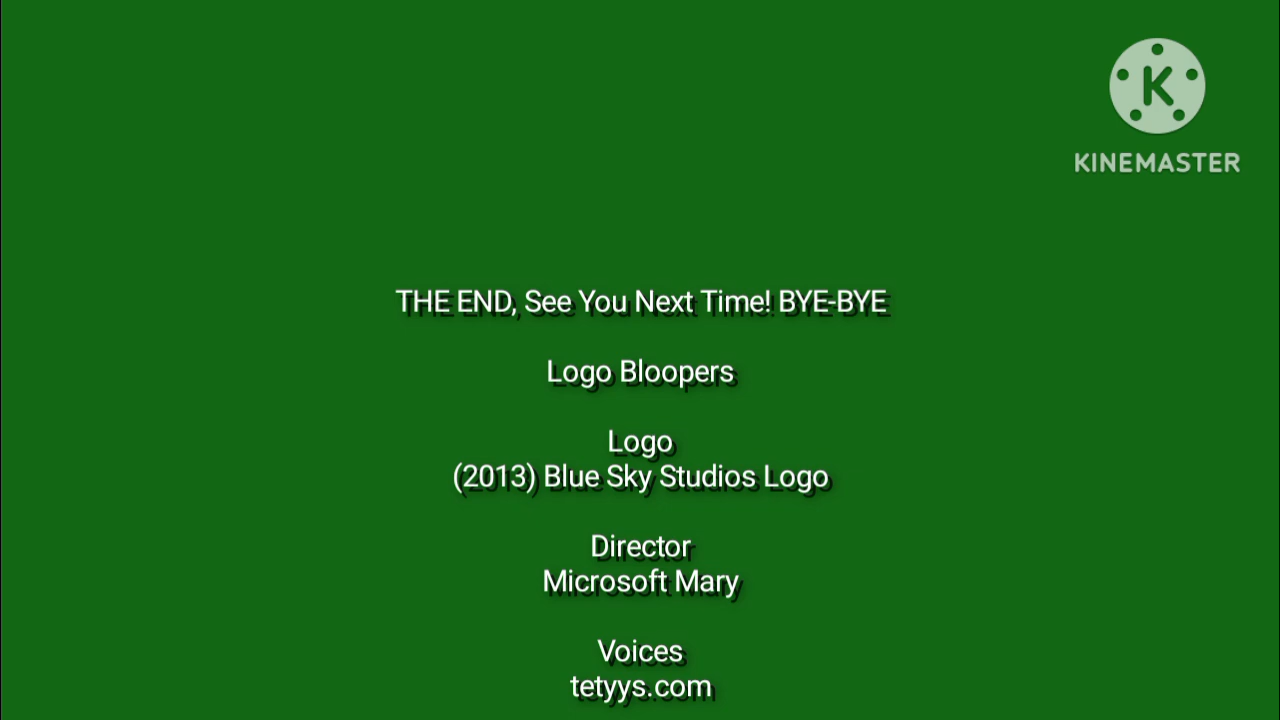 K
KINEMASTER
THE END, See You Next Time! BYE-BYE
Logo Bloopers
Logo
(2013) Blue Sky Studios Logo
Director
Microsoft Mary
Voices
tetyys.com